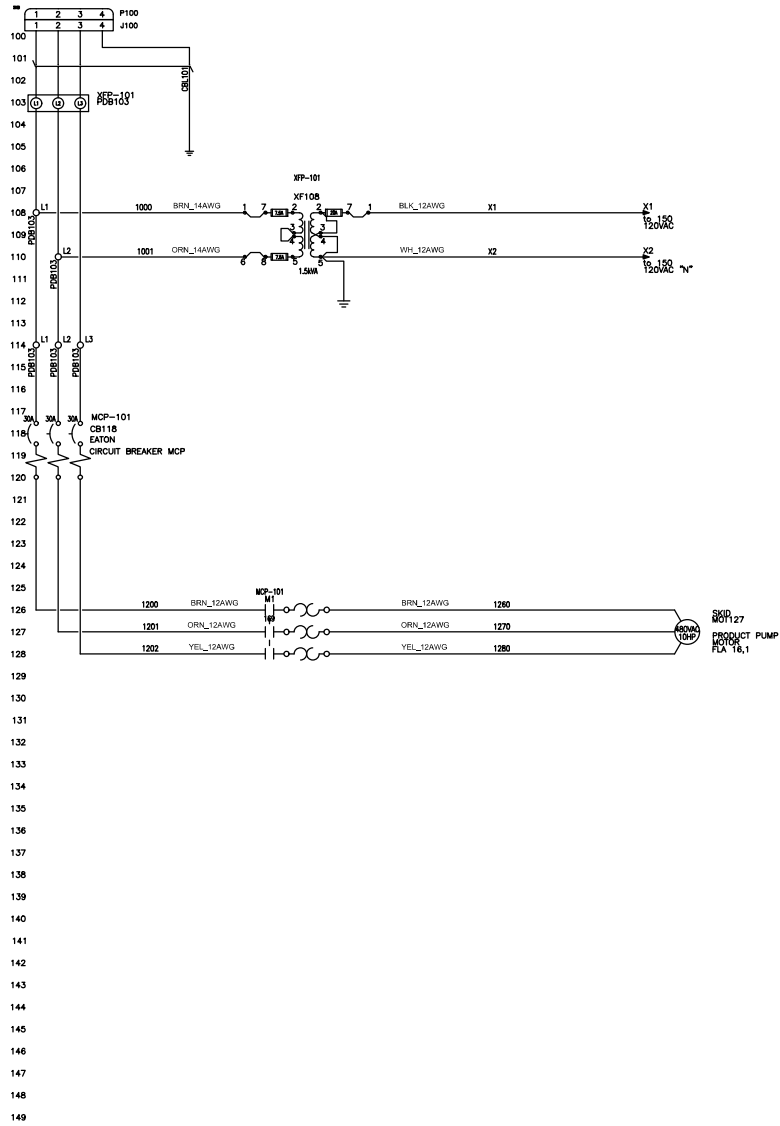 1 2 3 4 P100
1 2 3 4 J100
100
101
CBL101
102
XFP-101
103 L1 L2 L3 PDB103
104
105
106
XFP-101
107
XF108
L1 1000 BRN_14AWG 1 7 2 2 20A 7 1 BLK_12AWG X1 X1
108
to 150
120VAC
PDB103
109 3 3
4 4
L2 1001 ORN_14AWG 6 8 5 5 WH_12AWG X2 X2
110
to 150
120VAC "N"
PDB103
1.5kVA
111
112
113
114 L1 L2 L3
PDB103 PDB103 PDB103
115
116
117
30A 30A 30A MCP-101
118 CB118
EATON
119 CIRCUIT BREAKER MCP
120
121
122
123
124
125
MCP-101
M1
126 1200 BRN_12AWG BRN_12AWG 1260
169
SKID
MOT127
127 1201 ORN_12AWG ORN_12AWG 1270 480VAC
10HP
PRODUCT PUMP
MOTOR
FLA 16,1
128 1202 YEL_12AWG YEL_12AWG 1280
129
130
131
132
133
134
135
136
137
138
139
140
141
142
143
144
145
146
147
148
149